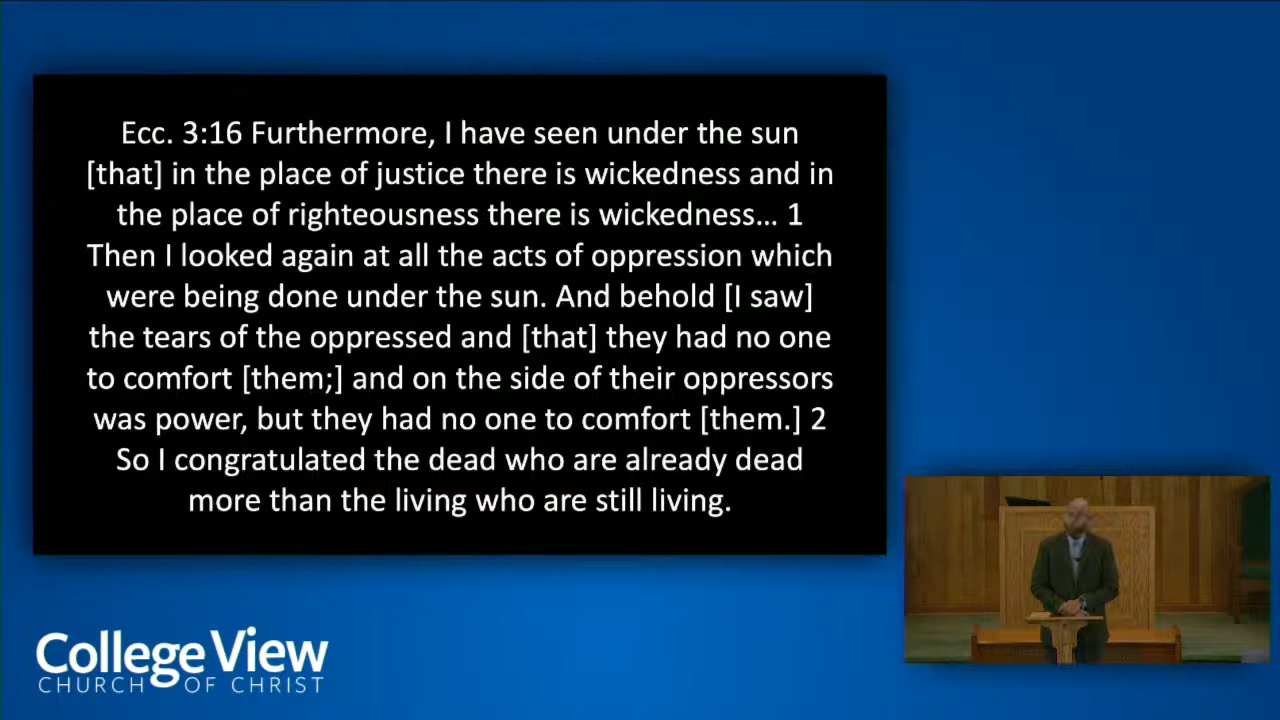 Ecc. 3:16 Furthermore, I have seen under the sun
[that] in the place of justice there is wickedness and in
the place of righteousness there is wickedness... 1
Then I looked again at all the acts of oppression which
were being done under the sun. And behold [I saw]
the tears of the oppressed and [that] they had no one
to comfort [them;] and on the side of their oppressors
was power, but they had no one to comfort [them.] 2
So I congratulated the dead who are already dead
more than the living who are still living.
College View
CHURCH OF CHRIST